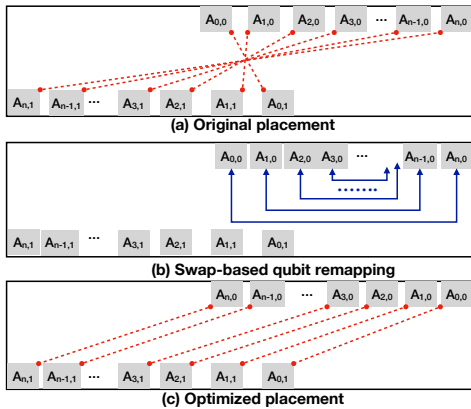 A0,0 A1,0 A2,0 A3,0 ... An-1,0 An,0
An,1 An-1,1 ... A3,1 A2,1 A1,1 A0,1
(a) Original placement
A0,0 A1,0 A2,0 A3,0 ... An-1,0 An,0
.......
An,1 An-1,1 ... A3,1 A2,1 A1,1 A0,1
(b) Swap-based qubit remapping
An,0 An-1,0 ... A3,0 A2,0 A1,0 A0,0
An,1 An-1,1 ... A3,1 A2,1 A1,1 A0,1
(c) Optimized placement